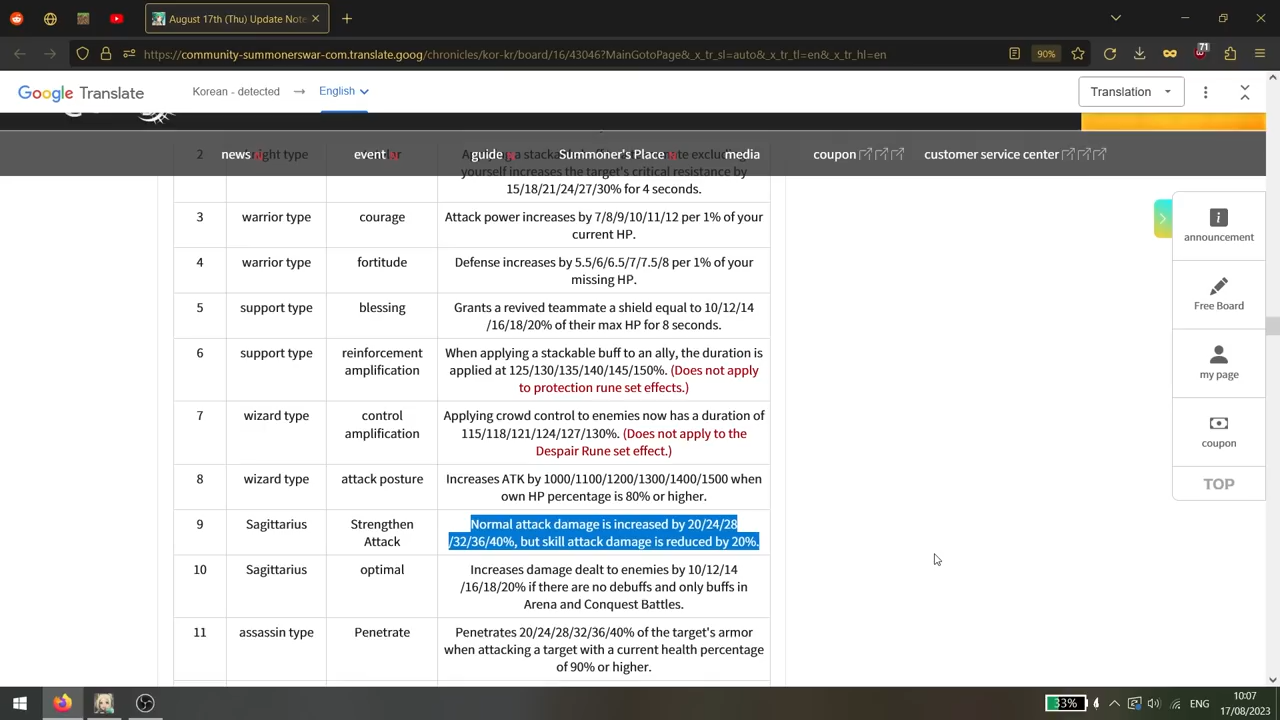 August 17th (Thu) Update Note
https://community-summonerswar-com.translate.goog/chronicles/kor-kr/board/16/43046?MainGotoPage&_x_tr_sl=auto&_x_tr_tl=en&_x_tr_hl=en
90%
71
Google Translate
Korean - detected
English
Translation
news
event
guide
Summoner's Place
media
coupon
customer service center
2
yourself increases the target's critical resistance by
15/18/21/24/27/30% for 4 seconds.
3
warrior type
courage
Attack power increases by 7/8/9/10/11/12 per 1% of your
current HP.
4
warrior type
fortitude
Defense increases by 5.5/6/6.5/7/7.5/8 per 1% of your
missing HP.
5
support type
blessing
Grants a revived teammate a shield equal to 10/12/14
/16/18/20% of their max HP for 8 seconds.
6
support type
reinforcement
amplification
When applying a stackable buff to an ally, the duration is
applied at 125/130/135/140/145/150%. (Does not apply
to protection rune set effects.)
7
wizard type
control
amplification
Applying crowd control to enemies now has a duration of
115/118/121/124/127/130%. (Does not apply to the
Despair Rune set effect.)
8
wizard type
attack posture
Increases ATK by 1000/1100/1200/1300/1400/1500 when
own HP percentage is 80% or higher.
9
Sagittarius
Strengthen
Attack
Normal attack damage is increased by 20/24/28
/32/36/40%, but skill attack damage is reduced by 20%.
10
Sagittarius
optimal
Increases damage dealt to enemies by 10/12/14
/16/18/20% if there are no debuffs and only buffs in
Arena and Conquest Battles.
11
assassin type
Penetrate
Penetrates 20/24/28/32/36/40% of the target's armor
when attacking a target with a current health percentage
of 90% or higher.
announcement
Free Board
my page
coupon
TOP
33%
ENG
10:07
17/08/2023